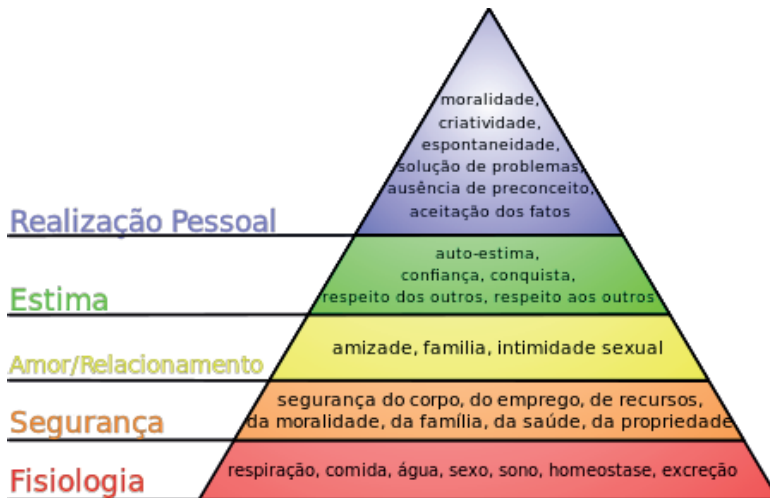 moralidade,
criatividade,
espontaneidade,
solução de problemas,
ausência de preconceito,
aceitação dos fatos
Realização Pessoal
auto-estima,
confiança, conquista,
respeito dos outros, respeito aos outros
Estima
amizade, familia, intimidade sexual
Amor/Relacionamento
segurança do corpo, do emprego, de recursos,
da moralidade, da família, da saúde, da propriedade
Segurança
respiração, comida, água, sexo, sono, homeostase, excreção
Fisiologia